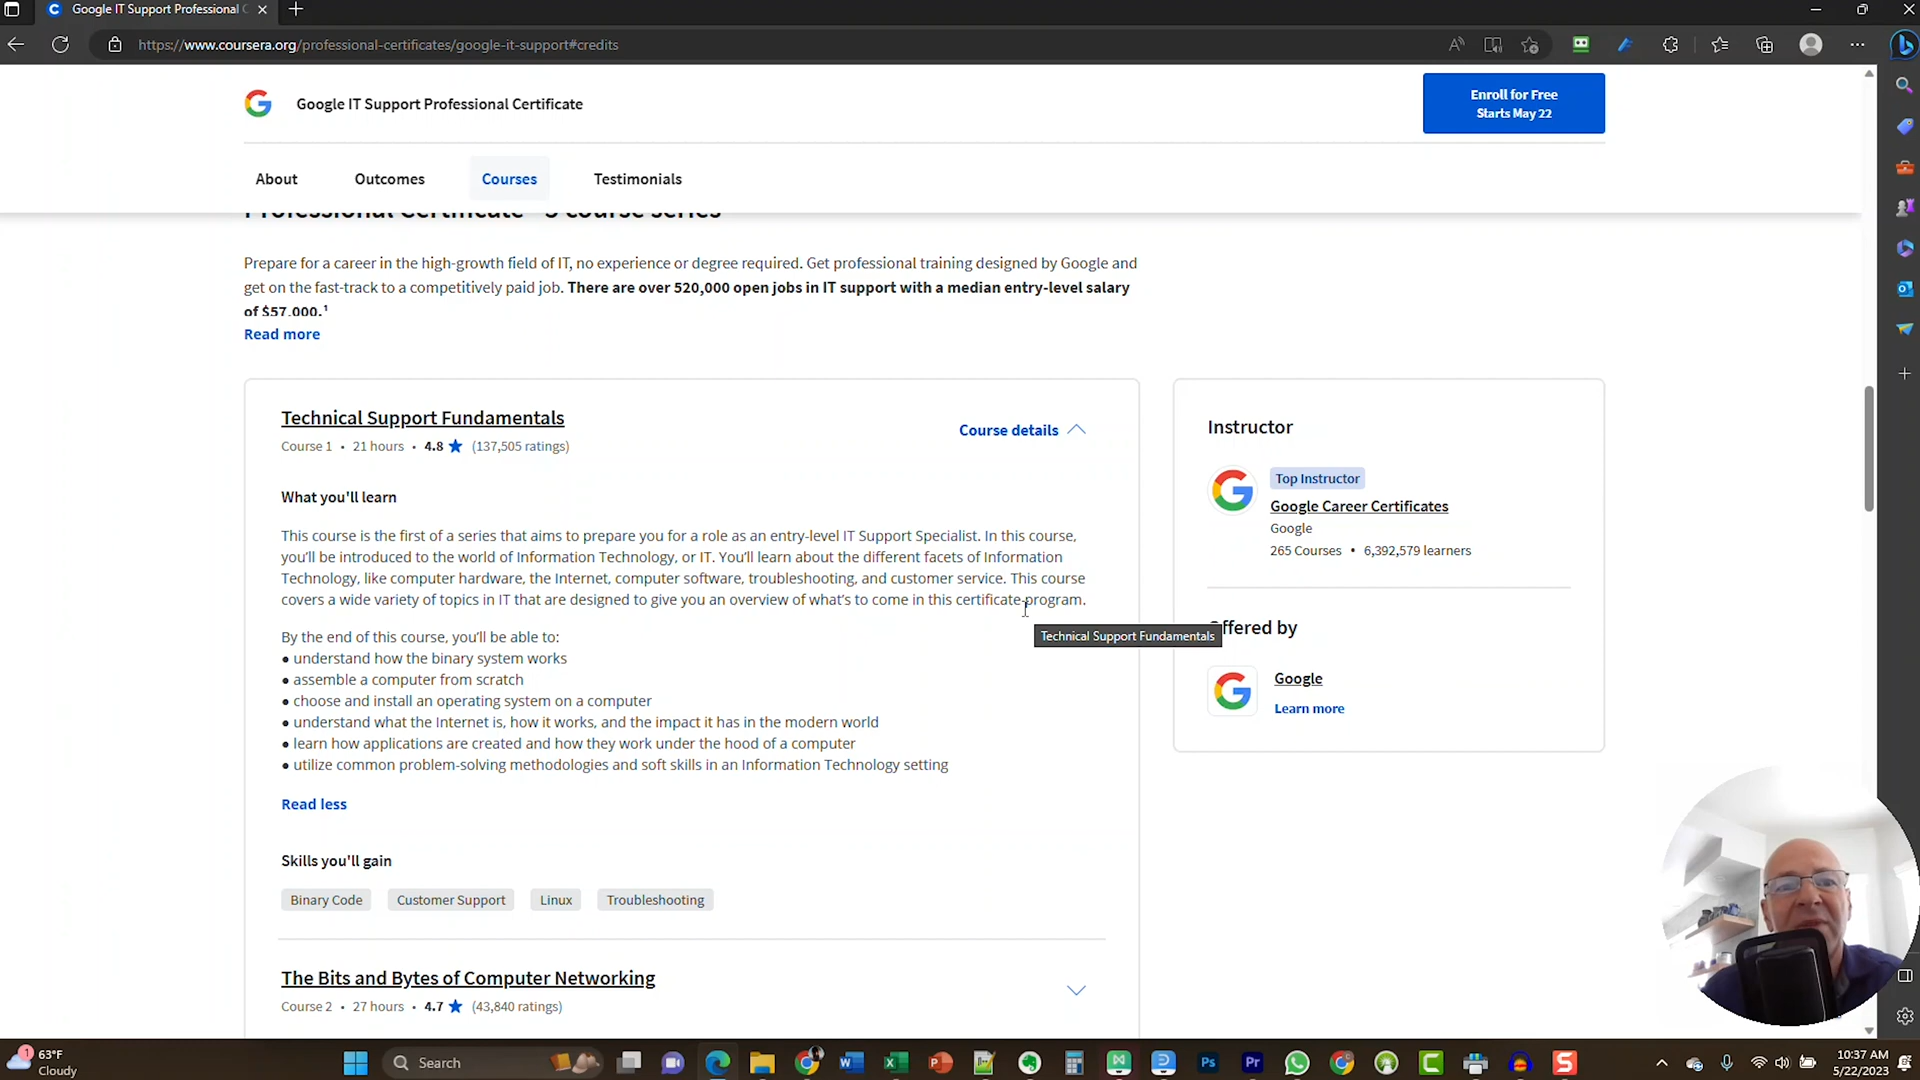 Google IT Support Professional C
https://www.coursera.org/professional-certificates/google-it-support#credits
Google IT Support Professional Certificate
Enroll for Free
Starts May 22
About
Outcomes
Courses
Testimonials
Professional Certificate - 5 course series
Prepare for a career in the high-growth field of IT, no experience or degree required. Get professional training designed by Google and
get on the fast-track to a competitively paid job. There are over 520,000 open jobs in IT support with a median entry-level salary
of $57,000.¹
Read more
Technical Support Fundamentals
Course 1 • 21 hours • 4.8 ★ (137,505 ratings)
Course details
What you'll learn
This course is the first of a series that aims to prepare you for a role as an entry-level IT Support Specialist. In this course,
you'll be introduced to the world of Information Technology, or IT. You'll learn about the different facets of Information
Technology, like computer hardware, the Internet, computer software, troubleshooting, and customer service. This course
covers a wide variety of topics in IT that are designed to give you an overview of what's to come in this certificate program.
Technical Support Fundamentals
By the end of this course, you'll be able to:
● understand how the binary system works
● assemble a computer from scratch
● choose and install an operating system on a computer
● understand what the Internet is, how it works, and the impact it has in the modern world
● learn how applications are created and how they work under the hood of a computer
● utilize common problem-solving methodologies and soft skills in an Information Technology setting
Read less
Skills you'll gain
Binary Code
Customer Support
Linux
Troubleshooting
The Bits and Bytes of Computer Networking
Course 2 • 27 hours • 4.7 ★ (43,840 ratings)
Instructor
Top Instructor
Google Career Certificates
Google
265 Courses • 6,392,579 learners
Offered by
Google
Learn more
1
63°F
Cloudy
Search
Ps
Pr
10:37 AM
5/22/2023